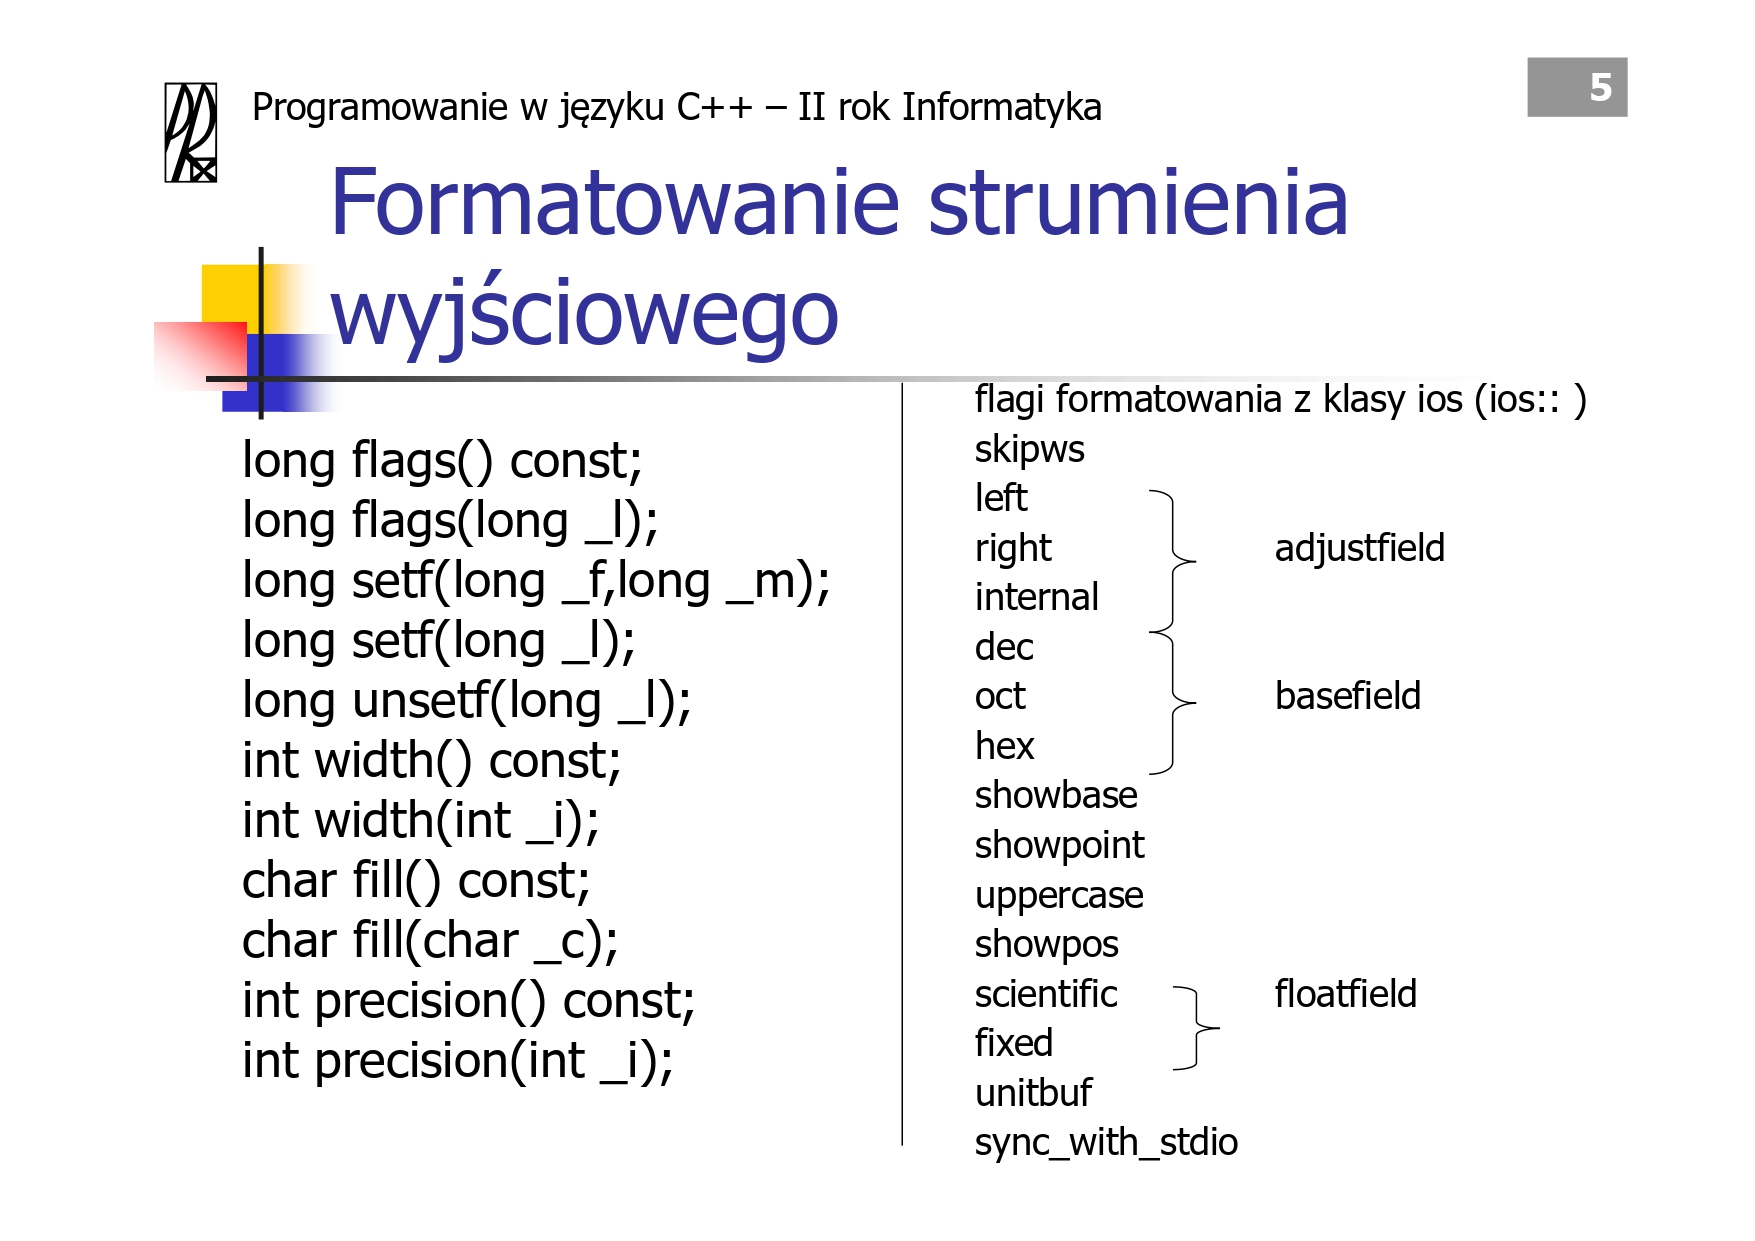 Programowanie w języku C++ – II rok Informatyka
5
Formatowanie strumienia
wyjściowego
long flags() const;
long flags(long _l);
long setf(long _f,long _m);
long setf(long _l);
long unsetf(long _l);
int width() const;
int width(int _i);
char fill() const;
char fill(char _c);
int precision() const;
int precision(int _i);
flagi formatowania z klasy ios (ios:: )
skipws
left
right adjustfield
internal
dec
oct basefield
hex
showbase
showpoint
uppercase
showpos
scientific floatfield
fixed
unitbuf
sync_with_stdio